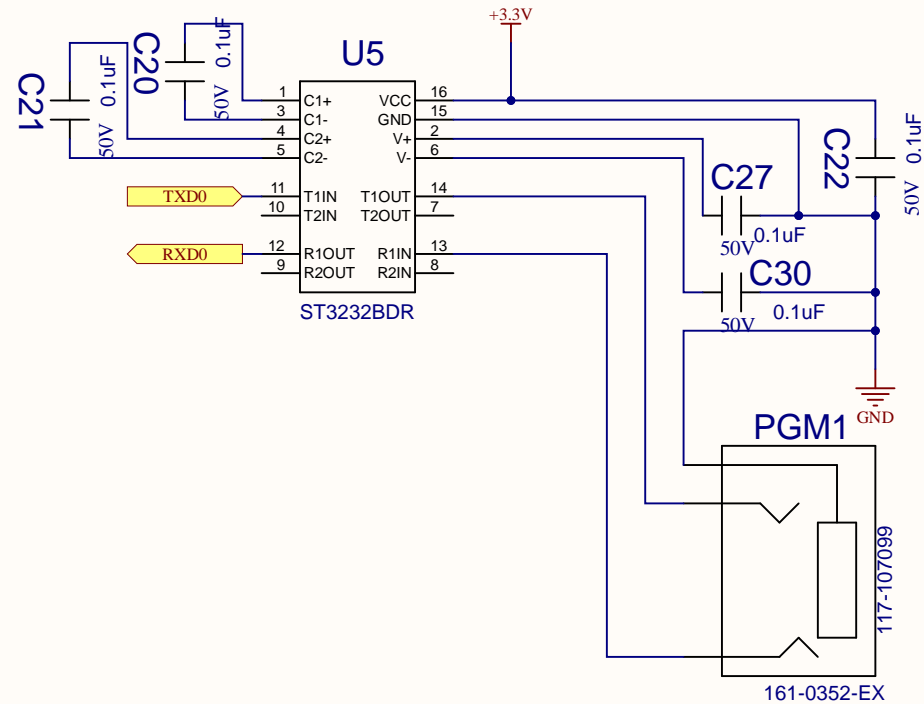 +3.3V
U5
C21
0.1uF
50V
C20
0.1uF
50V
1 C1+ VCC 16
3 C1- GND 15
4 C2+ V+ 2
5 C2- V- 6
TXD0
11 T1IN T1OUT 14
10 T2IN T2OUT 7
RXD0
12 R1OUT R1IN 13
9 R2OUT R2IN 8
ST3232BDR
C22
0.1uF
50V
C27
0.1uF
50V
C30
0.1uF
50V
GND
PGM1
117-107099
161-0352-EX